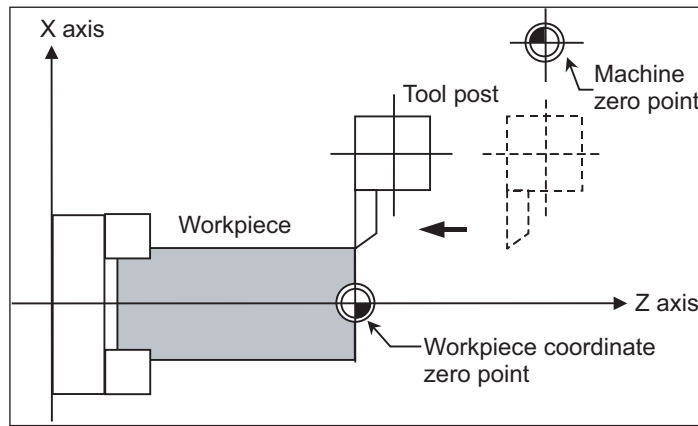 X axis
Machine
zero point
Tool post
Workpiece
Z axis
Workpiece coordinate
zero point